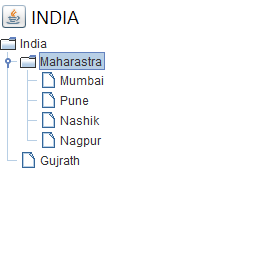 INDIA
India
Maharastra
Mumbai
Pune
Nashik
Nagpur
Gujrath